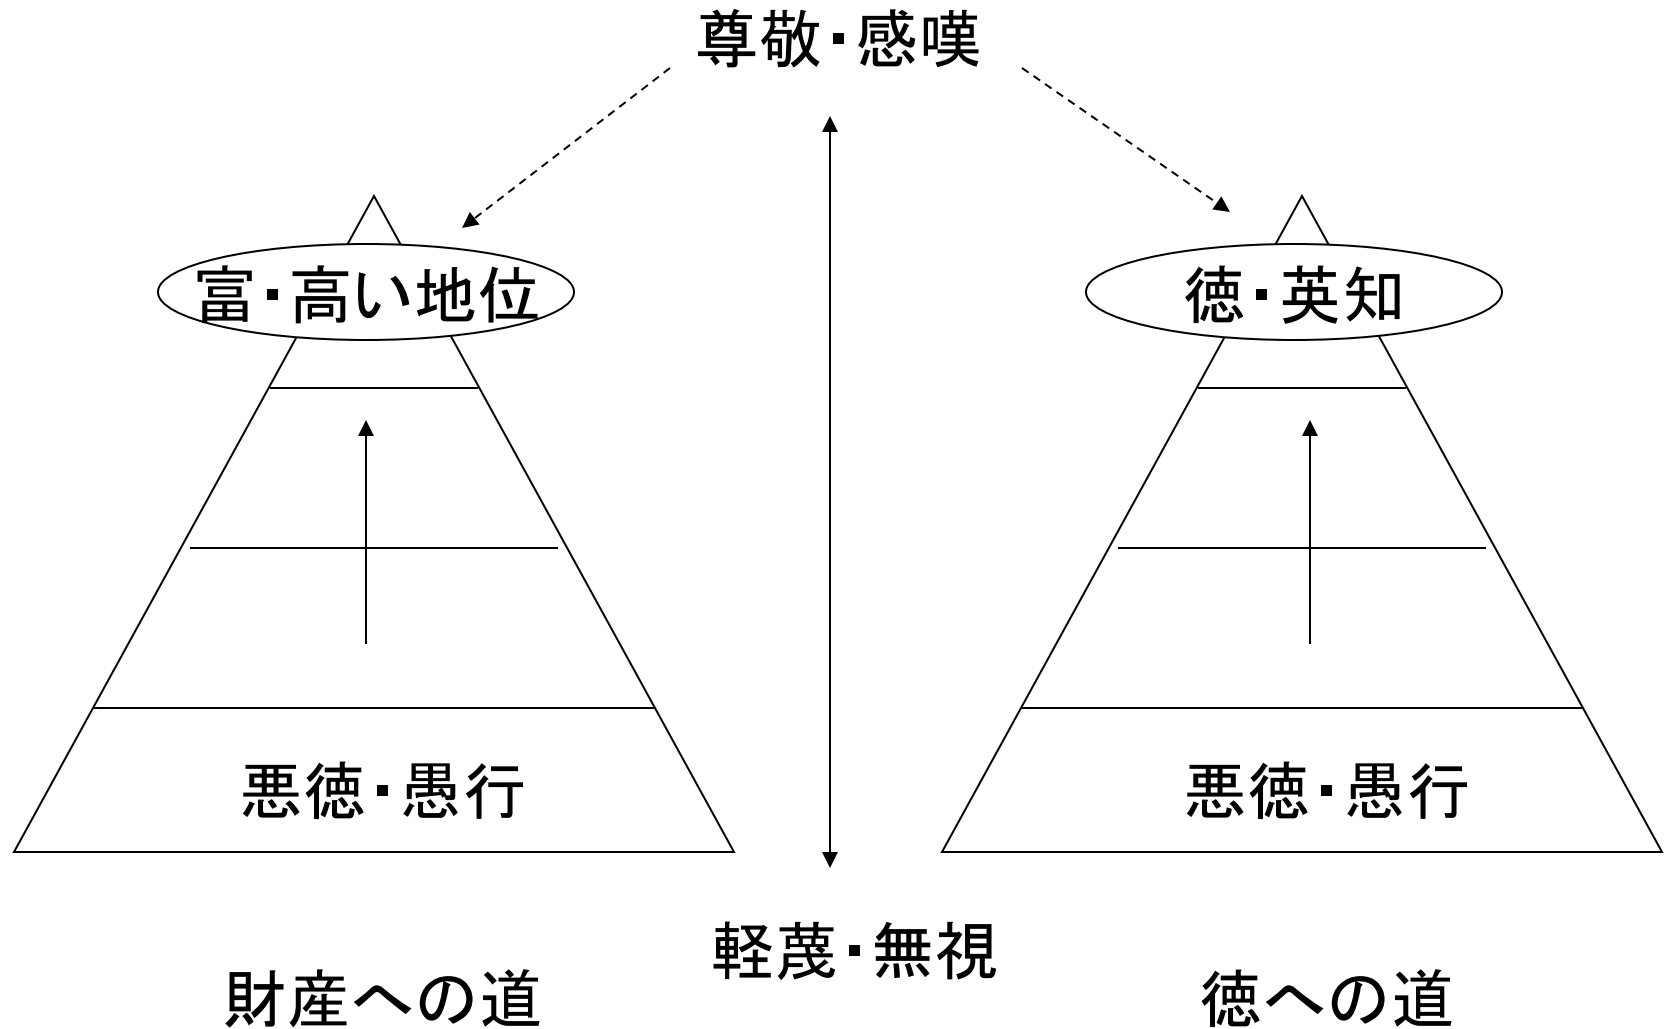 尊敬・感嘆
富・高い地位
徳・英知
悪徳・愚行
悪徳・愚行
軽蔑・無視
財産への道
徳への道